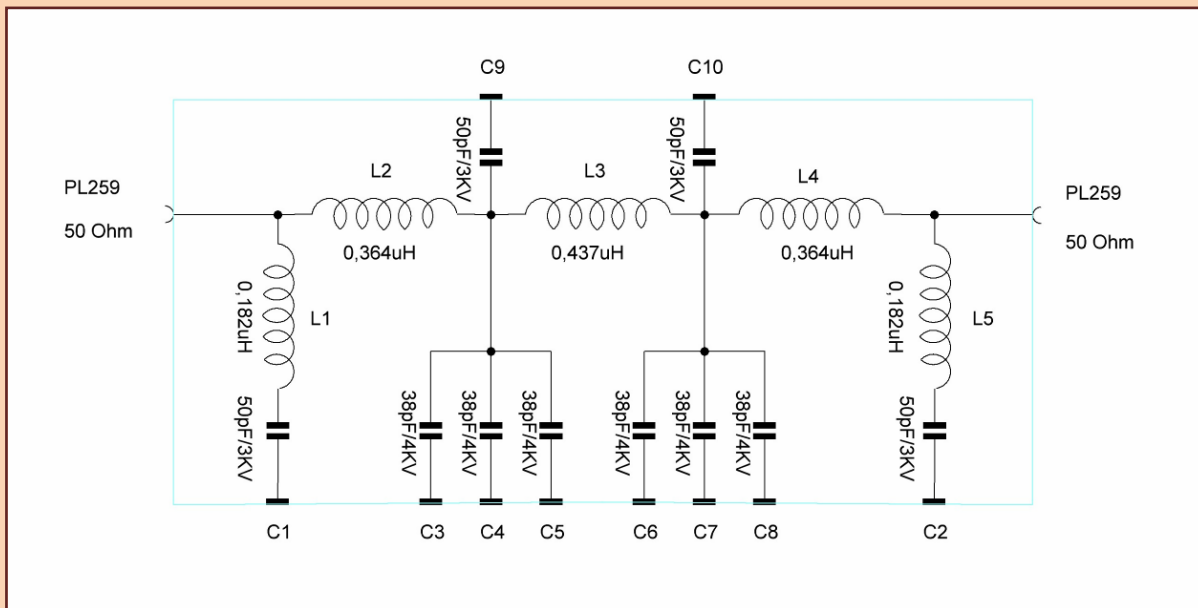 C9
C10
50pF/3KV
50pF/3KV
PL259
50 Ohm
L2
0,364uH
L3
0,437uH
L4
0,364uH
PL259
50 Ohm
0,182uH
L1
0,182uH
L5
50pF/3KV
38pF/4KV
38pF/4KV
38pF/4KV
38pF/4KV
38pF/4KV
38pF/4KV
50pF/3KV
C1
C3
C4
C5
C6
C7
C8
C2